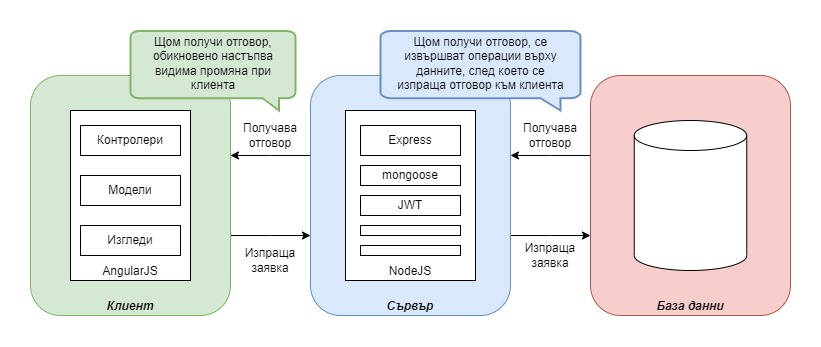 Щом получи отговор,
обикновено настъпва
видима промяна при
клиента
Щом получи отговор, се
извършват операции върху
данните, след което се
изпраща отговор към клиента
Контролери
Модели
Изгледи
AngularJS
Клиент
Получава
отговор
Изпраща
заявка
Express
mongoose
JWT
NodeJS
Сървър
Получава
отговор
Изпраща
заявка
База данни